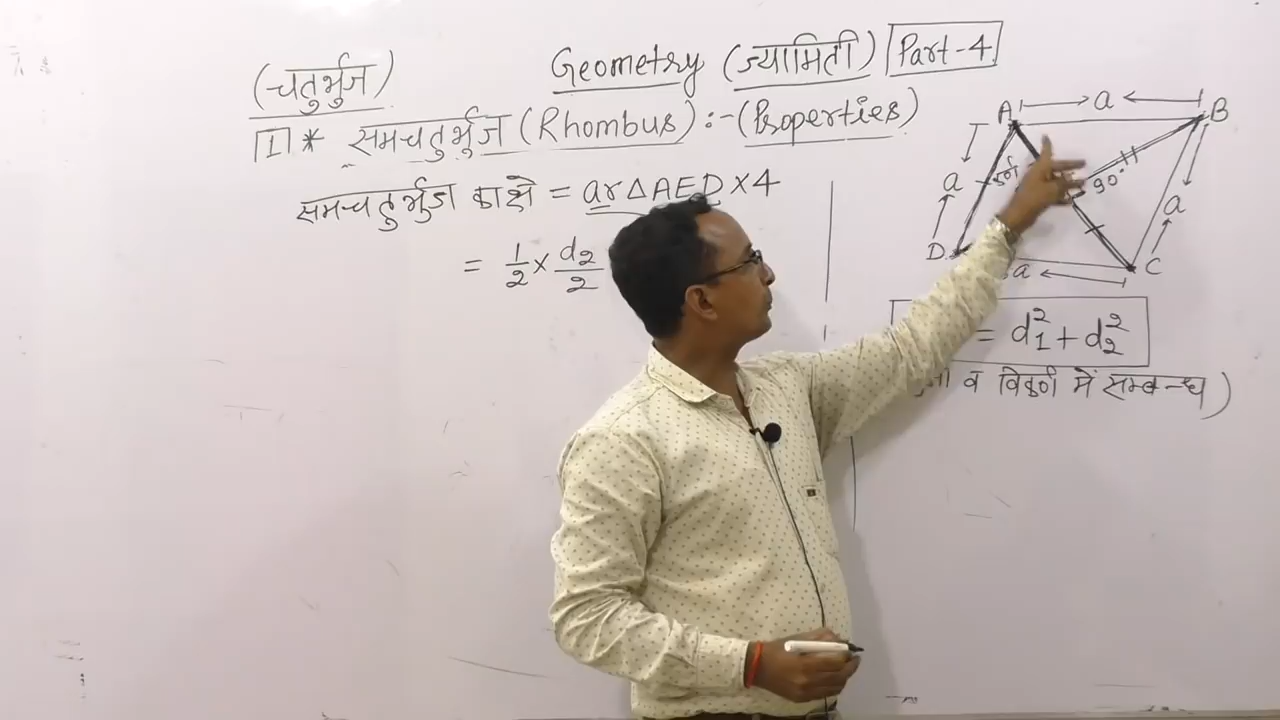 (चतुर्भुज)
Geometry (ज्यामिती) Part-4
1 * समचतुर्भुज (Rhombus) :- (Properties)
समचतुर्भुज का क्षे = ar△AED×4
= 1/2 × d₂/2
A a B
a 90° a
D a C
= d₁² + d₂²
व विकर्ण में सम्बन्ध)